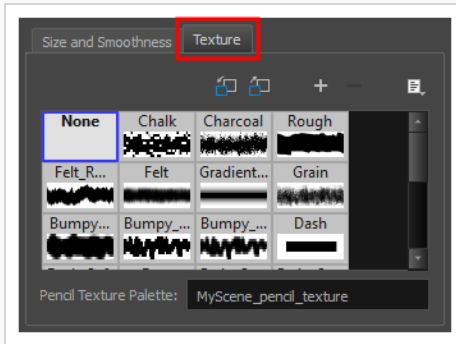 Size and Smoothness Texture
None Chalk Charcoal Rough
Felt_R... Felt Gradient... Grain
Bumpy... Bumpy_... Bumpy_... Dash
Pencil Texture Palette: MyScene_pencil_texture